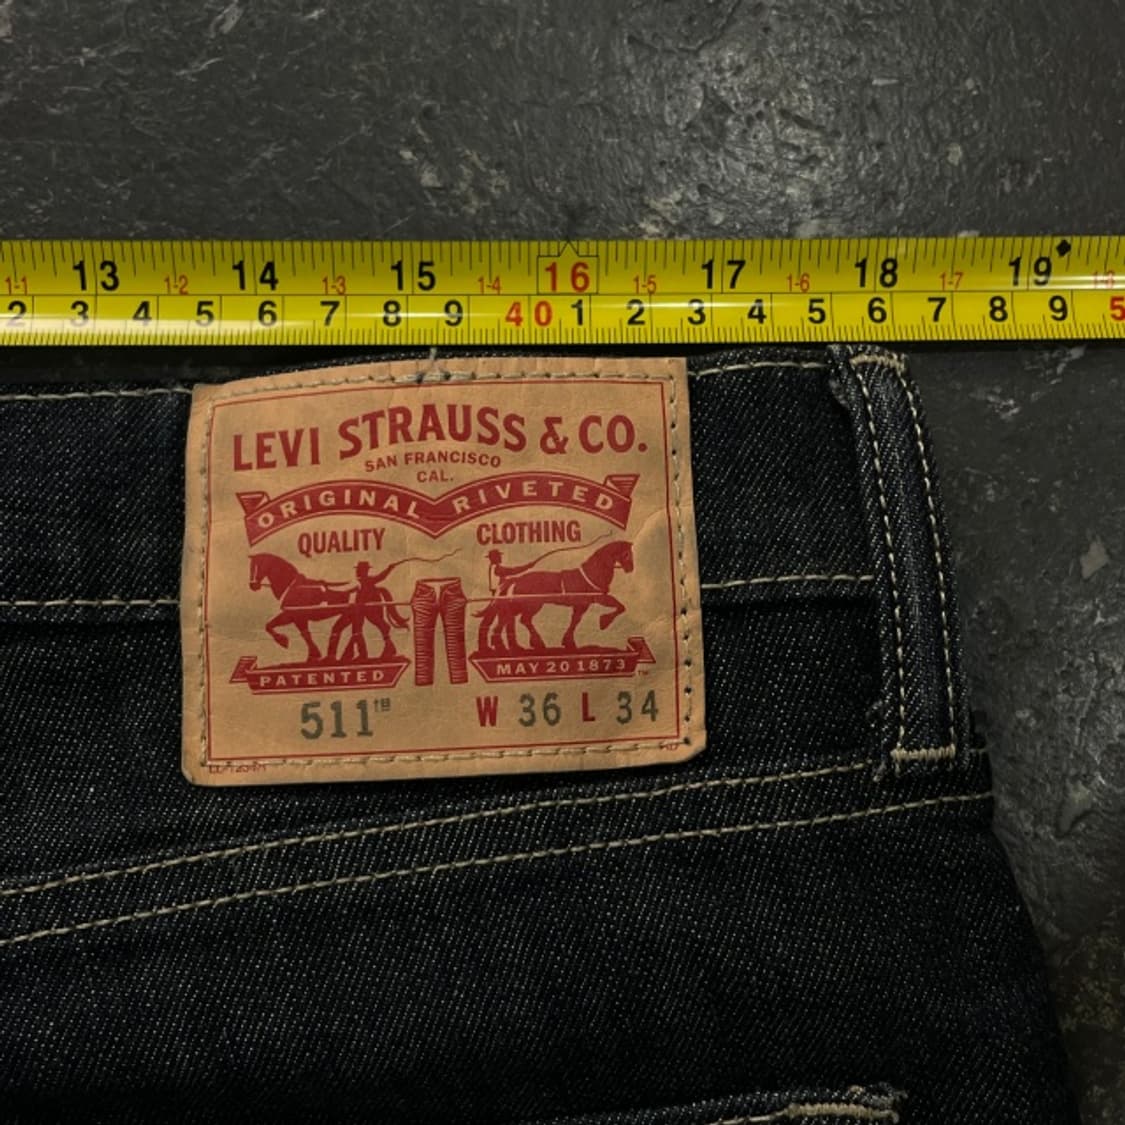 13 14 15 16 17 18 19
1-1 1-2 1-3 1-4 1-5 1-6 1-7
2 3 4 5 6 7 8 9 40 1 2 3 4 5 6 7 8 9 5
LEVI STRAUSS & CO.
SAN FRANCISCO
CAL.
ORIGINAL RIVETED
QUALITY CLOTHING
PATENTED MAY 20 1873
511 W 36 L 34